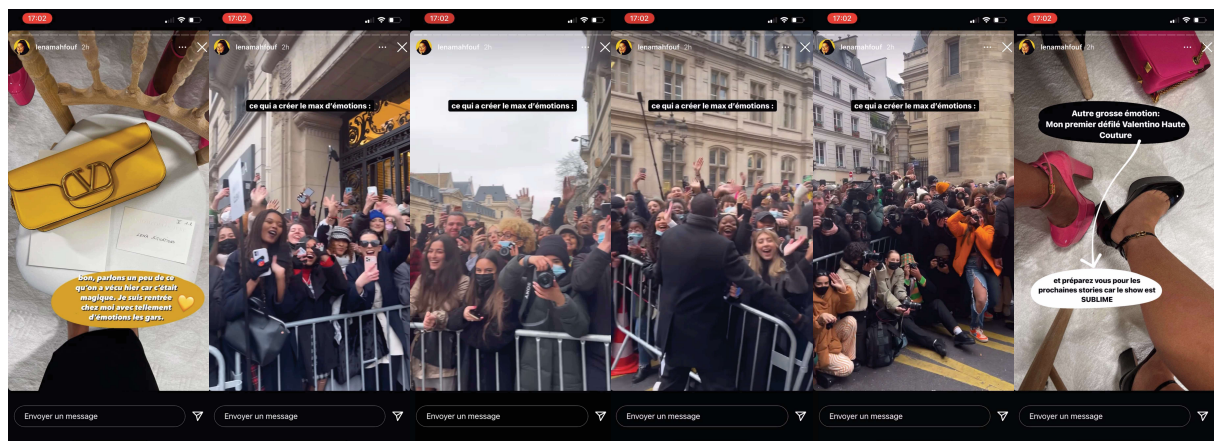 17:02
lenamahfouf 2h
bon, parlons un peu de ce
qu'on a vécu hier car c'était
magique. Je suis rentrée
chez moi avec tellement
d'émotions les gars.
Envoyer un message
17:02
lenamahfouf 2h
ce qui a créer le max d'émotions :
Envoyer un message
17:02
lenamahfouf 2h
ce qui a créer le max d'émotions :
Envoyer un message
17:02
lenamahfouf 2h
ce qui a créer le max d'émotions :
Envoyer un message
17:02
lenamahfouf 2h
ce qui a créer le max d'émotions :
Envoyer un message
17:02
lenamahfouf 2h
Autre grosse émotion:
Mon premier défilé Valentino Haute
Couture
et préparez vous pour les
prochaines stories car le show est
SUBLIME
Envoyer un message